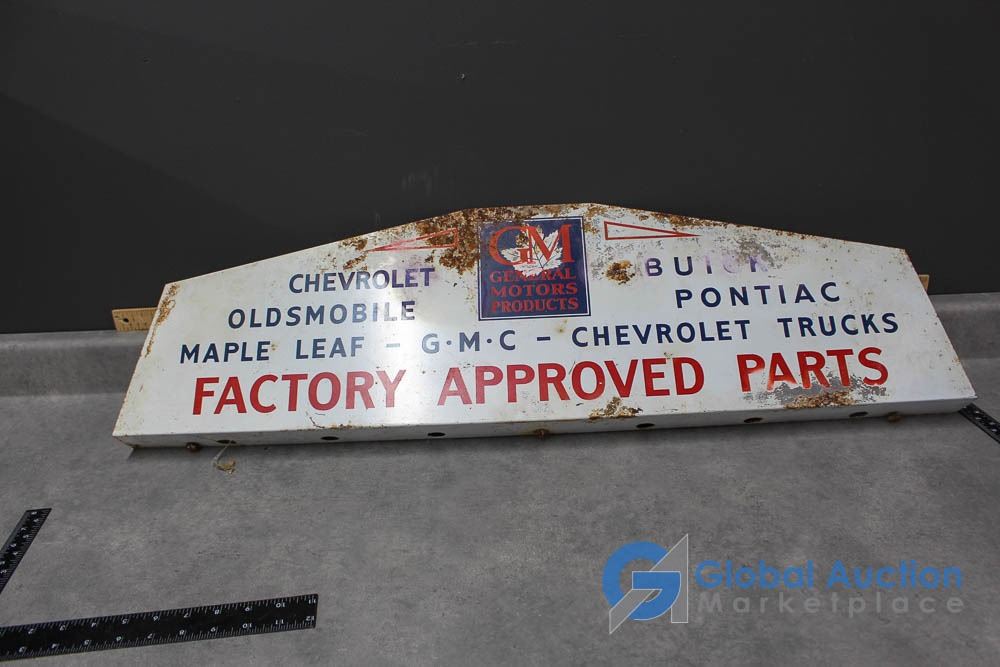 GM
GENERAL
MOTORS
PRODUCTS
CHEVROLET BUICK
OLDSMOBILE PONTIAC
MAPLE LEAF – G·M·C – CHEVROLET TRUCKS
FACTORY APPROVED PARTS
Global Auction
Marketplace